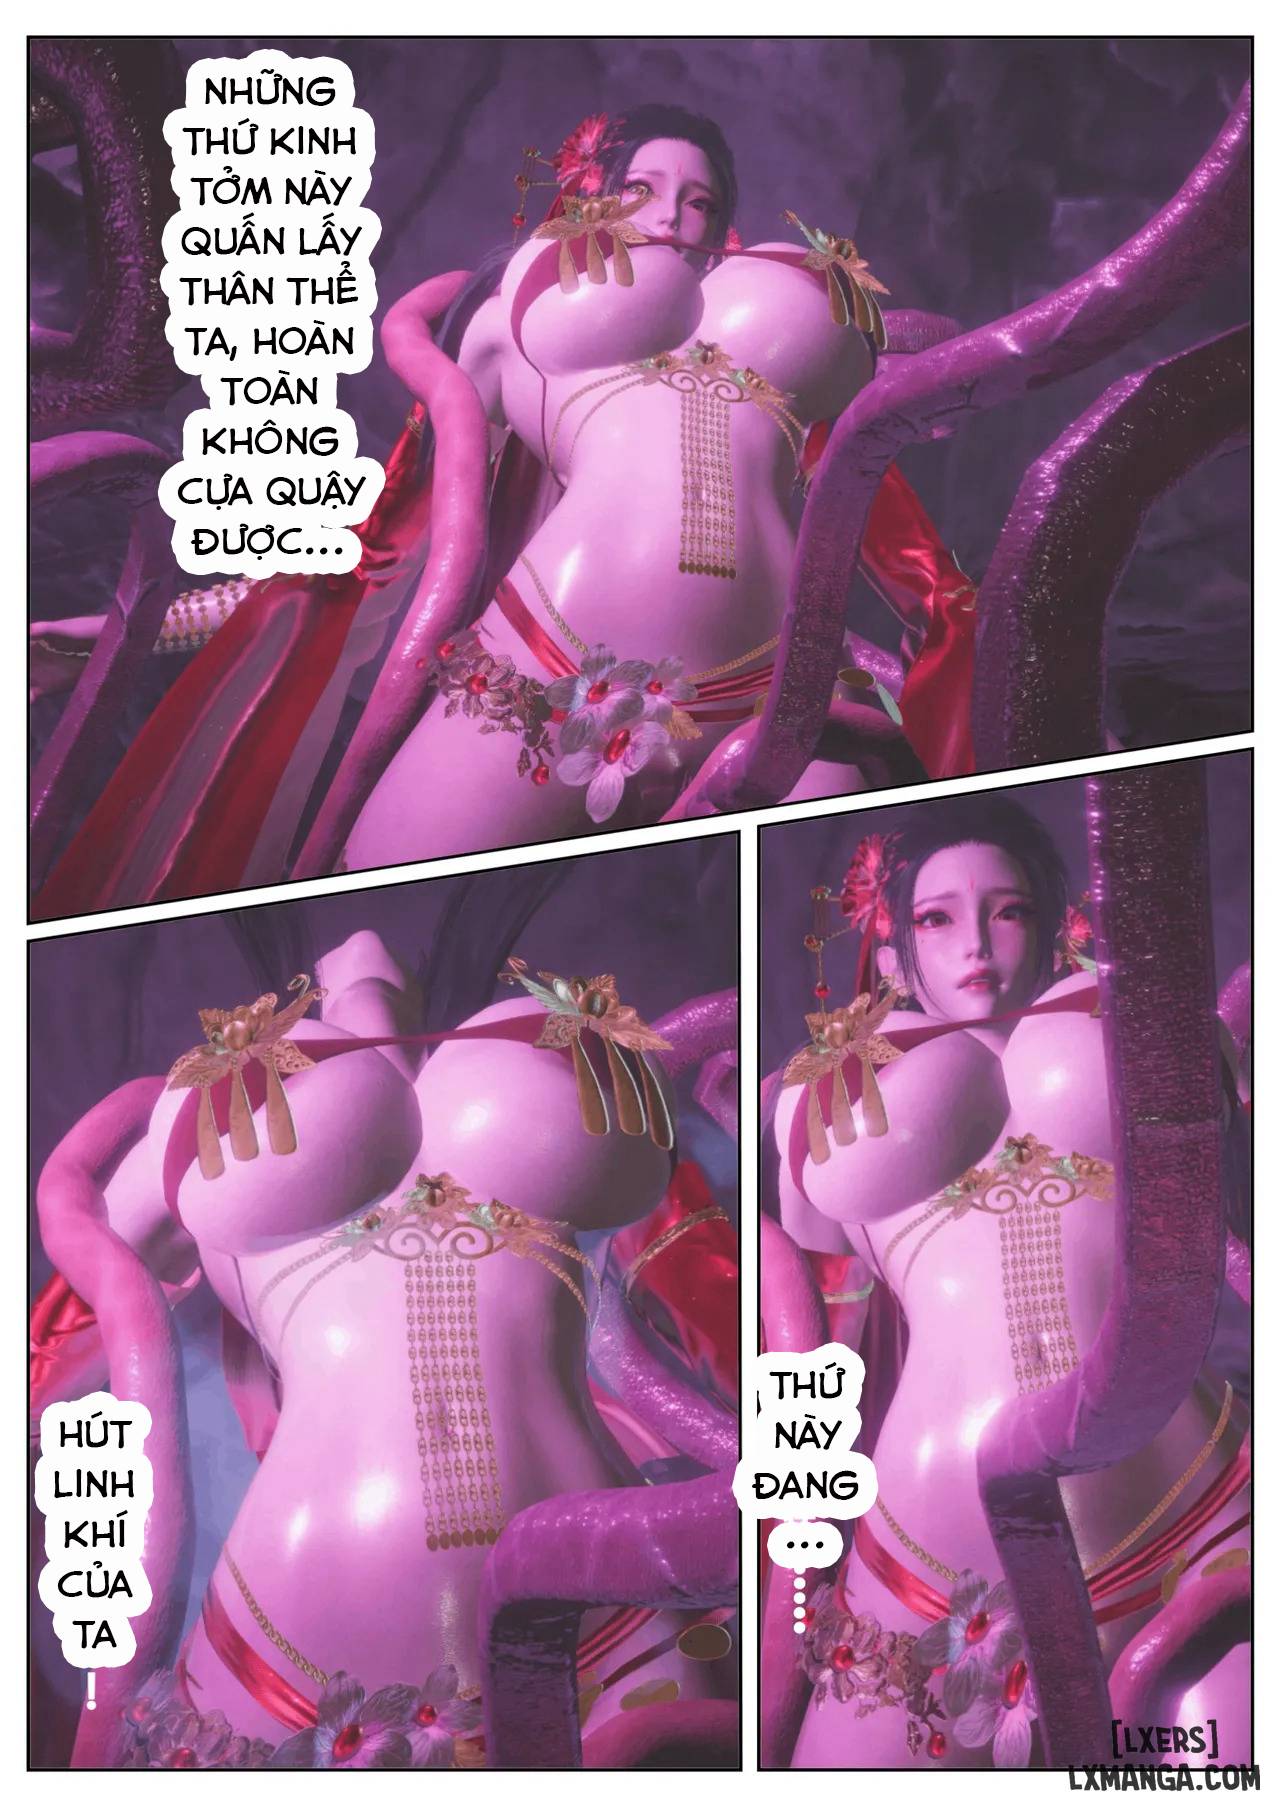 NHỮNG
THỨ KINH
TỞM NÀY
QUẤN LẤY
THÂN THỂ
TA, HOÀN
TOÀN
KHÔNG
CỰA QUẬY
ĐƯỢC...
THỨ
NÀY
ĐANG
...
....
HÚT
LINH
KHÍ
CỦA
TA
!
[LXERS]
LXMANGA.COM